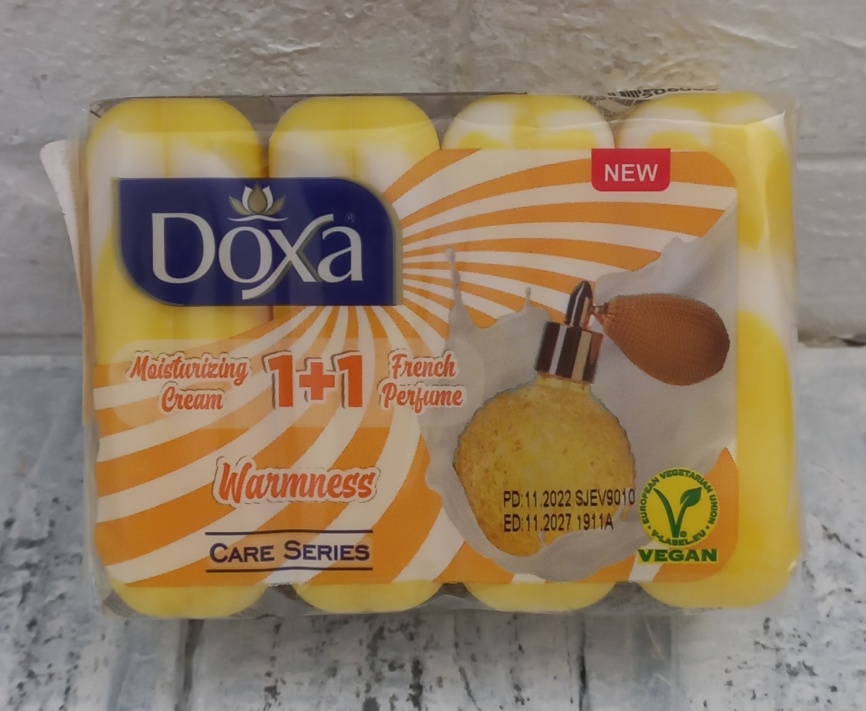 NEW
DOXA
Moisturizing
Cream
1+1
French
Perfume
Warmness
CARE SERIES
PD:11.2022 SJEV9010
ED:11.2027 1911A
EUROPEAN VEGETARIAN UNION
V-LABEL.EU
VEGAN